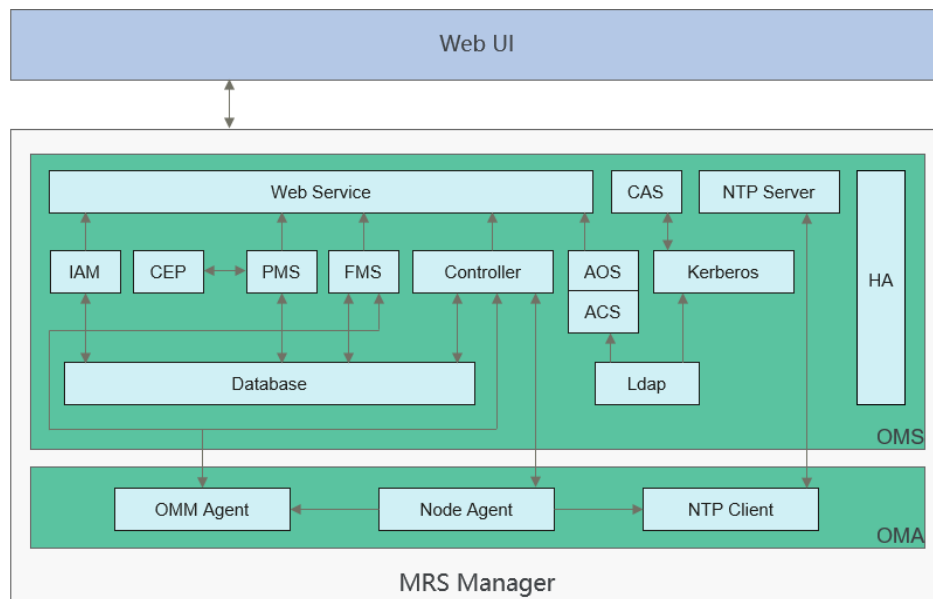 Web UI
Web Service
CAS
NTP Server
IAM
CEP
PMS
FMS
Controller
AOS
Kerberos
HA
ACS
Database
Ldap
OMS
OMM Agent
Node Agent
NTP Client
OMA
MRS Manager